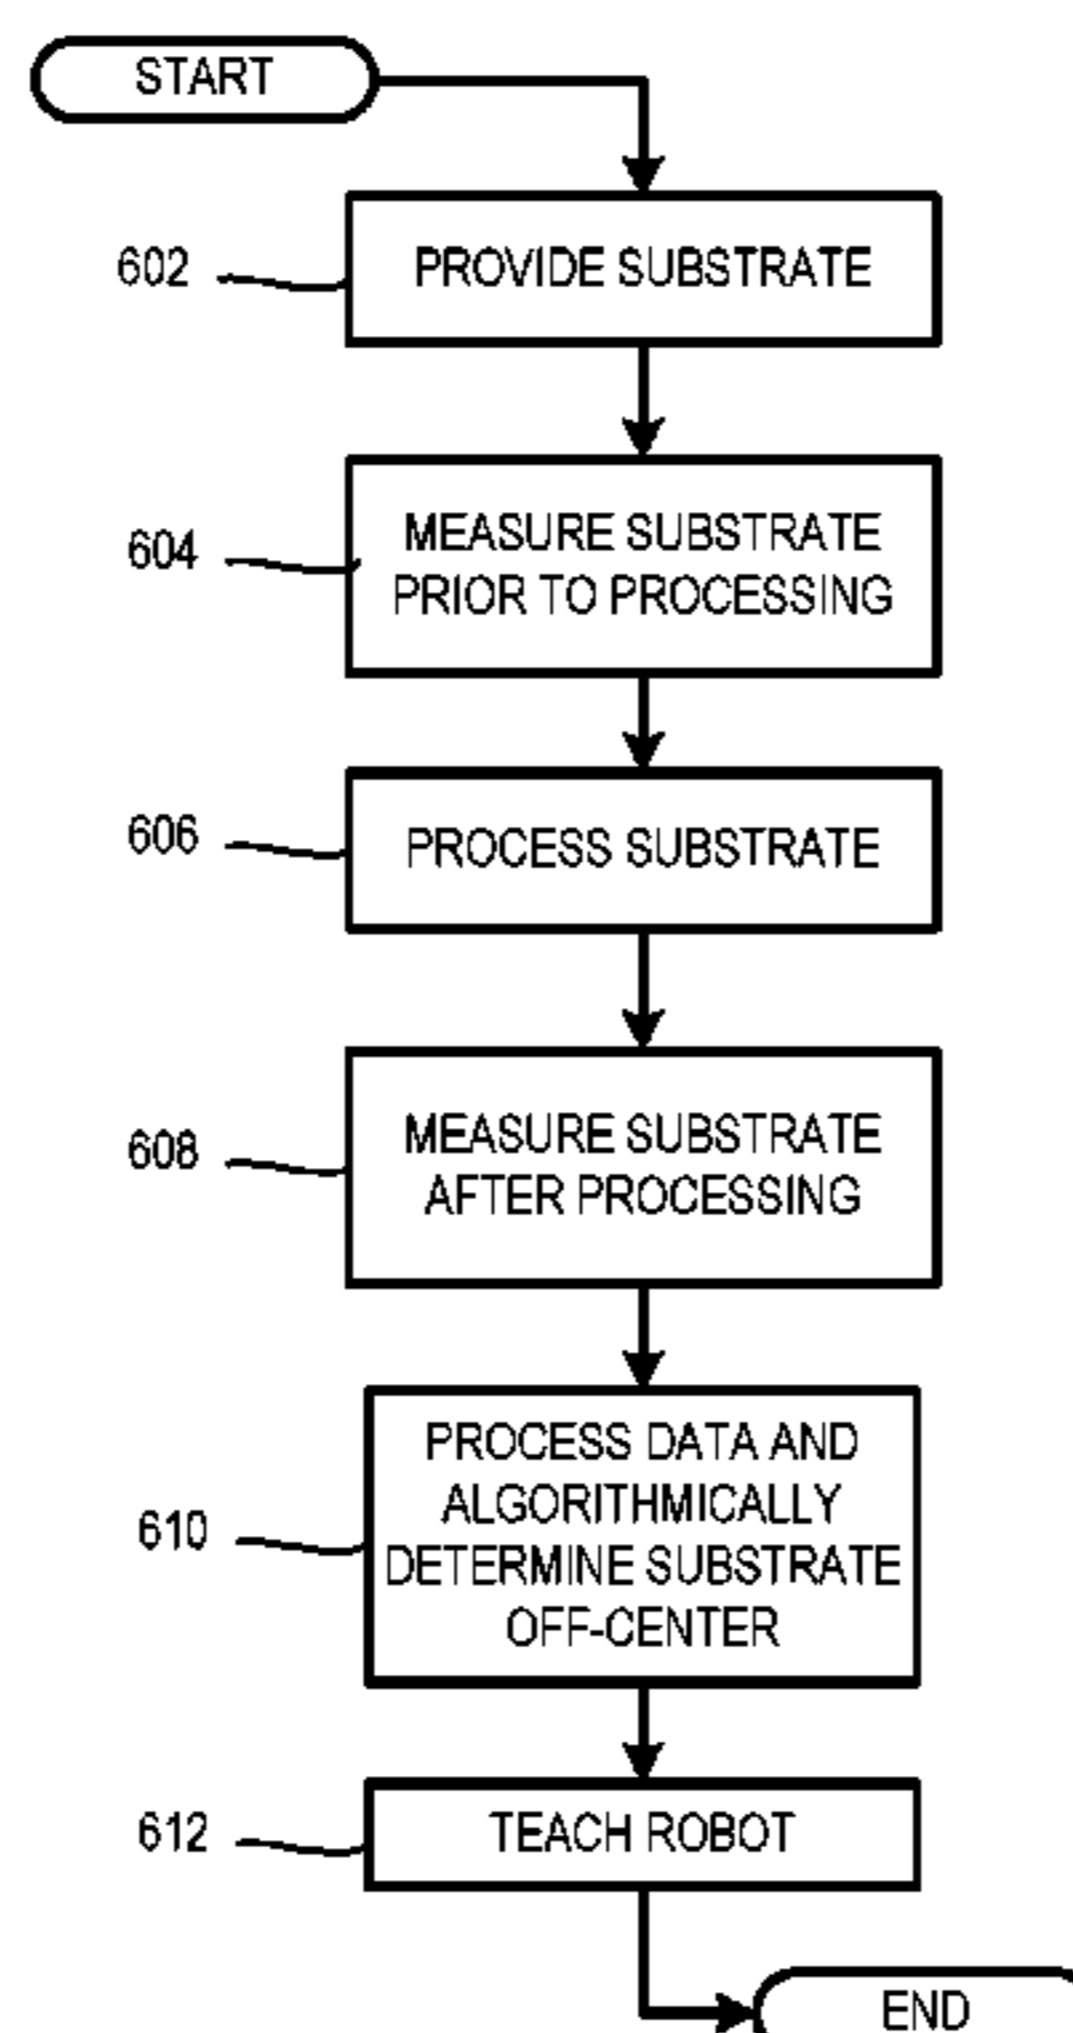 START
602
PROVIDE SUBSTRATE
604
MEASURE SUBSTRATE
PRIOR TO PROCESSING
606
PROCESS SUBSTRATE
608
MEASURE SUBSTRATE
AFTER PROCESSING
610
PROCESS DATA AND
ALGORITHMICALLY
DETERMINE SUBSTRATE
OFF-CENTER
612
TEACH ROBOT
END